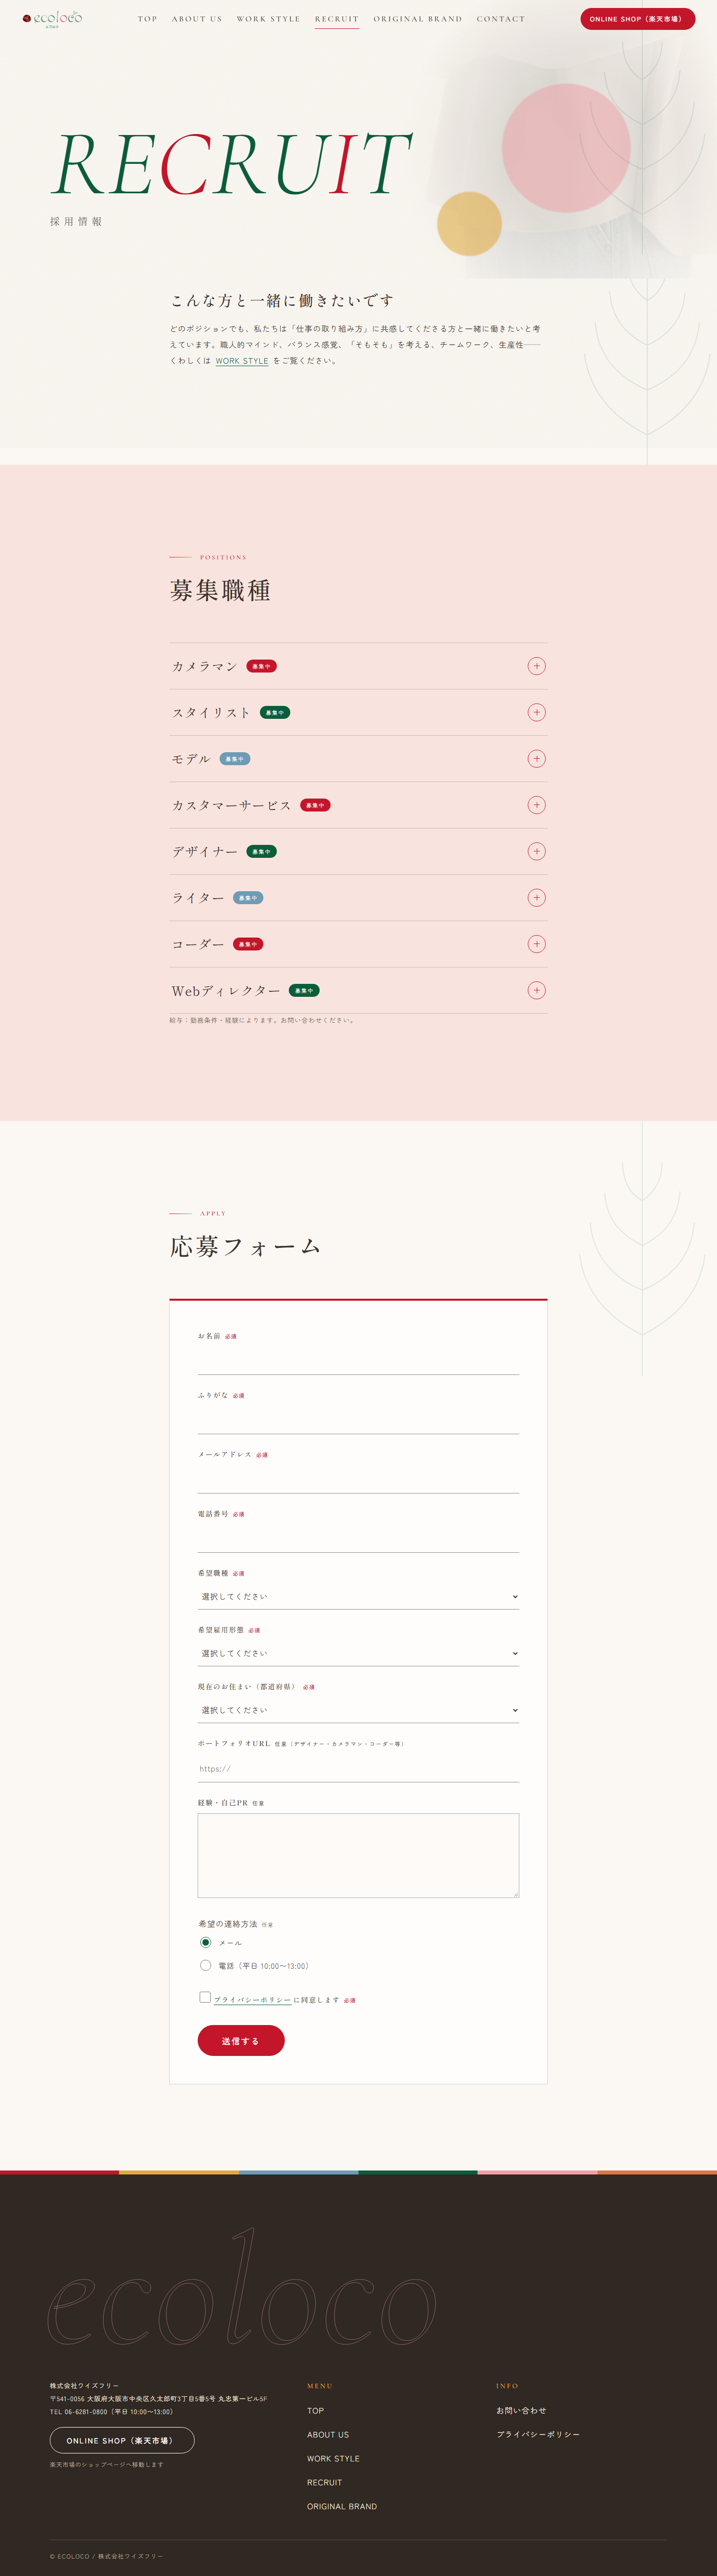 ecoloco
TOP ABOUT US WORK STYLE RECRUIT ORIGINAL BRAND CONTACT
ONLINE SHOP（楽天市場）
RECRUIT
採用情報
こんな方と一緒に働きたいです
どのポジションでも、私たちは「仕事の取り組み方」に共感してくださる方と一緒に働きたいと考
えています。職人的マインド、バランス感覚、「そもそも」を考える、チームワーク、生産性──
くわしくは WORK STYLE をご覧ください。
POSITIONS
募集職種
カメラマン 募集中
スタイリスト 募集中
モデル 募集中
カスタマーサービス 募集中
デザイナー 募集中
ライター 募集中
コーダー 募集中
Webディレクター 募集中
給与：勤務条件・経験によります。お問い合わせください。
APPLY
応募フォーム
お名前 必須
ふりがな 必須
メールアドレス 必須
電話番号 必須
希望職種 必須
選択してください
希望雇用形態 必須
選択してください
現在のお住まい（都道府県） 必須
選択してください
ポートフォリオURL 任意（デザイナー・カメラマン・コーダー等）
https://
経験・自己PR 任意
希望の連絡方法 任意
メール
電話（平日 10:00〜13:00）
プライバシーポリシーに同意します 必須
送信する
ecoloco
株式会社ワイズフリー
〒541-0056 大阪府大阪市中央区久太郎町3丁目5番5号 丸忠第一ビル5F
TEL 06-6281-0800（平日 10:00〜13:00）
ONLINE SHOP（楽天市場）
楽天市場のショップページへ移動します
MENU
TOP
ABOUT US
WORK STYLE
RECRUIT
ORIGINAL BRAND
INFO
お問い合わせ
プライバシーポリシー
© ECOLOCO / 株式会社ワイズフリー